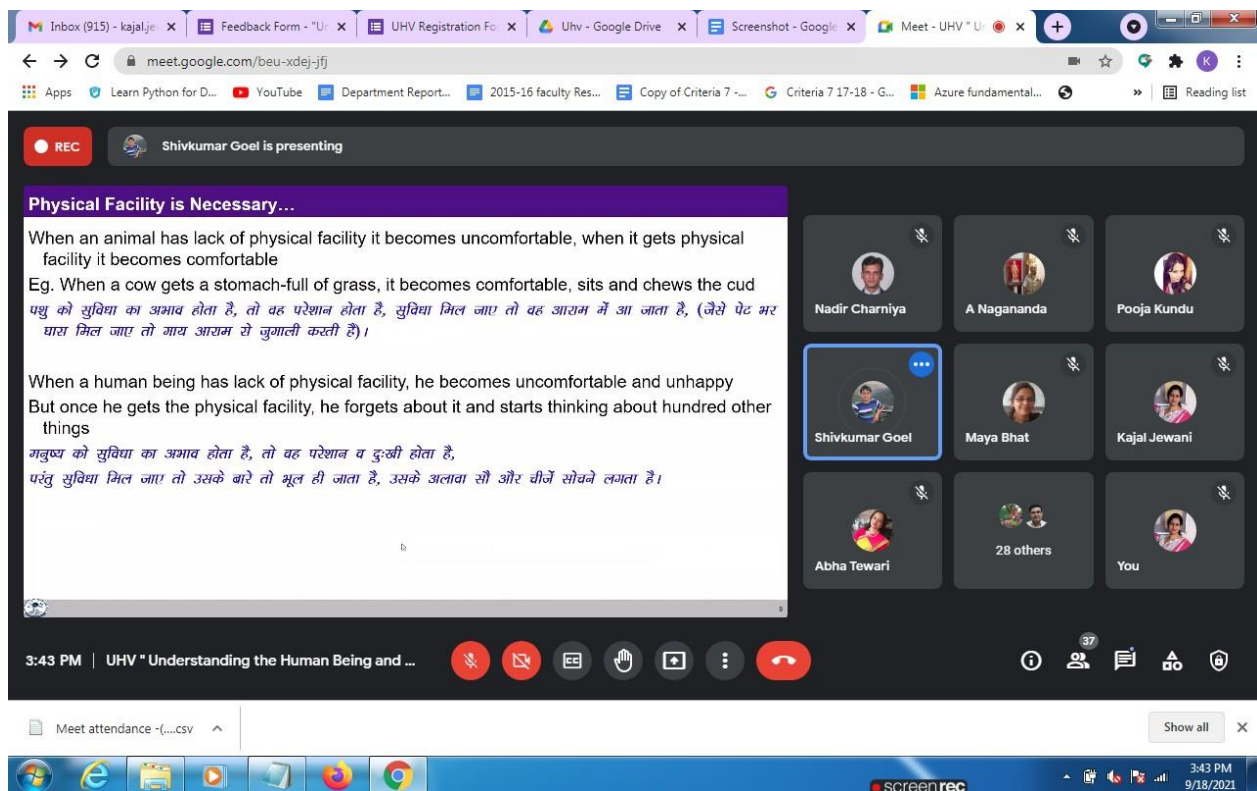 Inbox (915) - kajal.je
Feedback Form - "Ur
UHV Registration Fo
Uhv - Google Drive
Screenshot - Google
Meet - UHV " U
meet.google.com/beu-xdej-jfj
K
Apps
Learn Python for D...
YouTube
Department Report...
2015-16 faculty Res...
Copy of Criteria 7 -...
Criteria 7 17-18 - G...
Azure fundamental...
»
Reading list
REC
Shivkumar Goel is presenting
Physical Facility is Necessary…
When an animal has lack of physical facility it becomes uncomfortable, when it gets physical
facility it becomes comfortable
Eg. When a cow gets a stomach-full of grass, it becomes comfortable, sits and chews the cud
पशु को सुविधा का अभाव होता है, तो वह परेशान होता है, सुविधा मिल जाए तो वह आराम में आ जाता है, (जैसे पेट भर
घास मिल जाए तो गाय आराम से जुगाली करती है)।
When a human being has lack of physical facility, he becomes uncomfortable and unhappy
But once he gets the physical facility, he forgets about it and starts thinking about hundred other
things
मनुष्य को सुविधा का अभाव होता है, तो वह परेशान व दुःखी होता है,
परंतु सुविधा मिल जाए तो उसके बारे तो भूल ही जाता है, उसके अलावा सौ और चीजें सोचने लगता है।
9
Nadir Charniya
A Nagananda
Pooja Kundu
Shivkumar Goel
Maya Bhat
Kajal Jewani
Abha Tewari
28 others
You
3:43 PM | UHV " Understanding the Human Being and ...
CC
37
Meet attendance -(....csv
Show all
screenrec
3:43 PM
9/18/2021